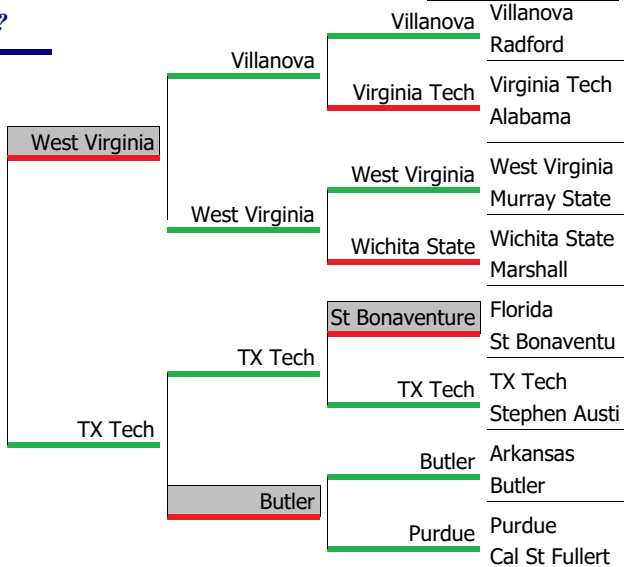 ?
Villanova
Villanova
Radford
Villanova
Virginia Tech
Virginia Tech
Alabama
West Virginia
West Virginia
West Virginia
Murray State
West Virginia
Wichita State
Wichita State
Marshall
St Bonaventure
Florida
St Bonaventu
TX Tech
TX Tech
TX Tech
Stephen Austi
TX Tech
Butler
Arkansas
Butler
Butler
Purdue
Purdue
Cal St Fullert